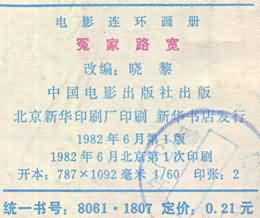 电影连环画册
冤家路宽
改编:晓黎
中国电影出版社出版
北京新华印刷厂印刷 新华书店发行
1982年6月第1版
1982年6月北京第1次印刷
开本:787×1092毫米 1/60 印张:2
统一书号:8061·1807 定价:0.21元